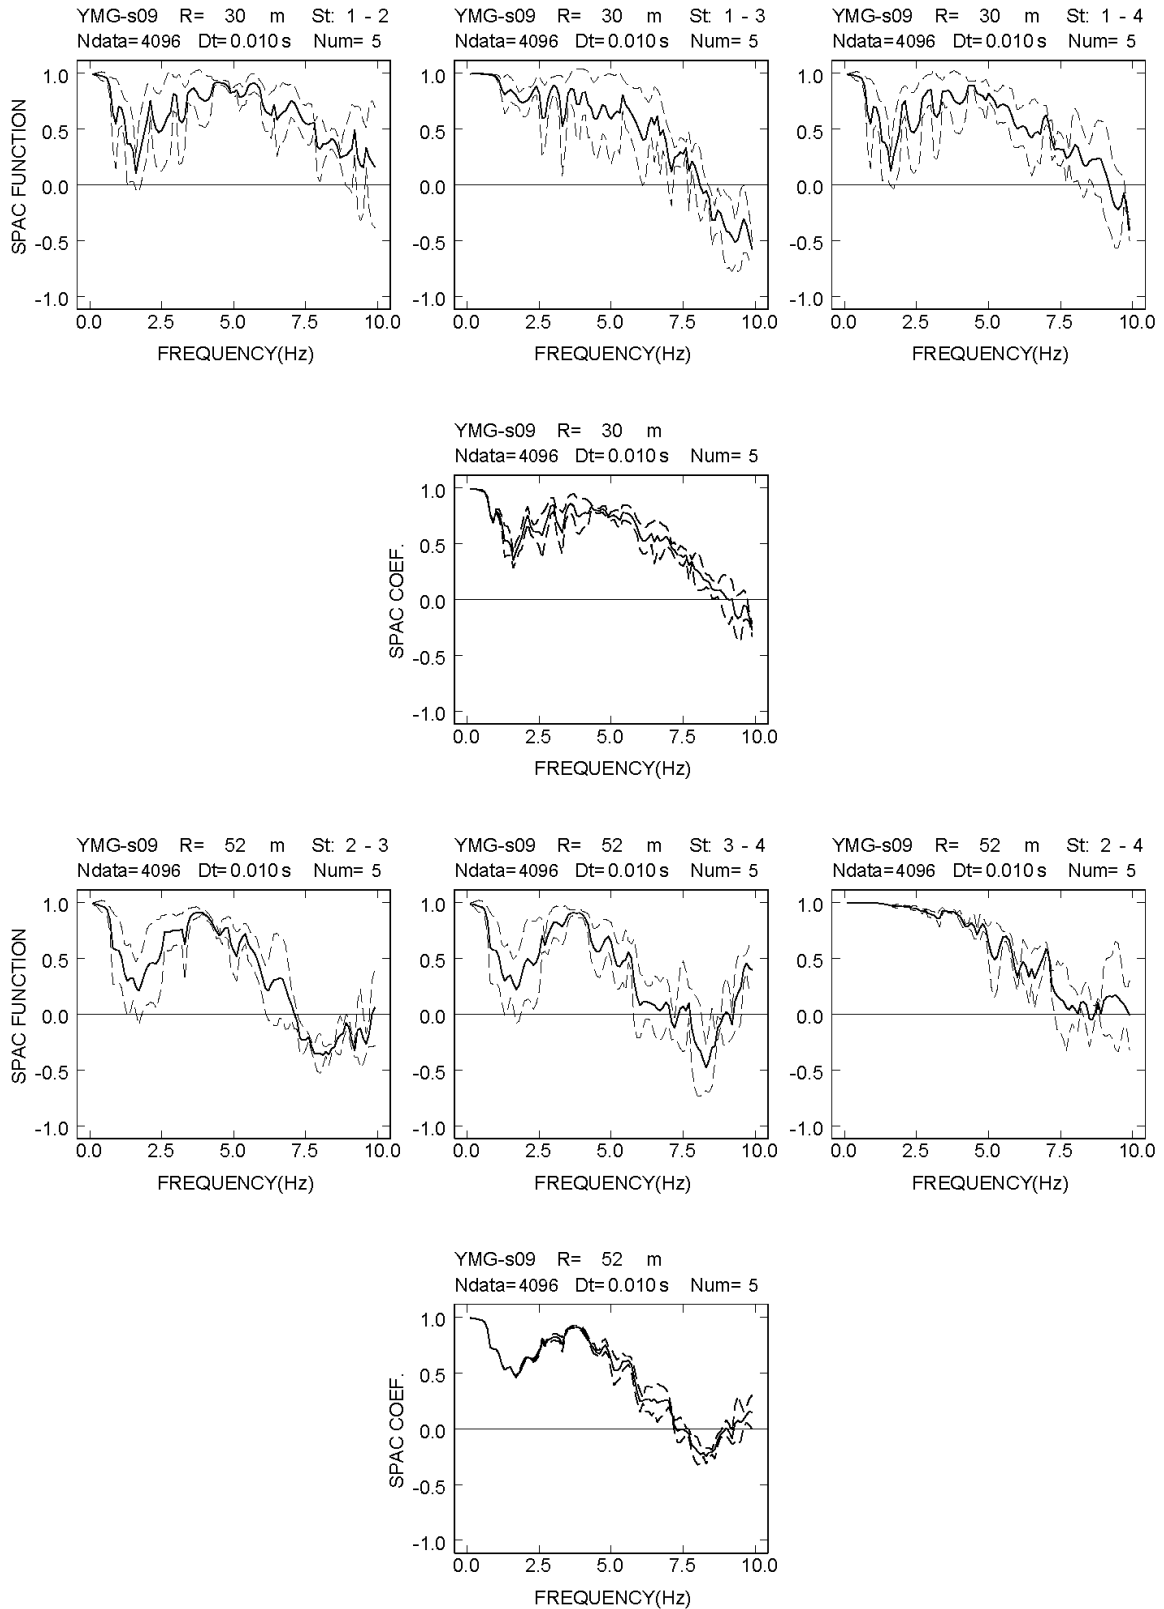 YMG-s09 R= 30 m St: 1 - 2
Ndata=4096 Dt=0.010 s Num= 5
1.0
0.5
0.0
-0.5
-1.0
SPAC FUNCTION
0.0 2.5 5.0 7.5 10.0
FREQUENCY(Hz)
YMG-s09 R= 30 m St: 1 - 3
Ndata=4096 Dt=0.010 s Num= 5
1.0
0.5
0.0
-0.5
-1.0
0.0 2.5 5.0 7.5 10.0
FREQUENCY(Hz)
YMG-s09 R= 30 m St: 1 - 4
Ndata=4096 Dt=0.010 s Num= 5
1.0
0.5
0.0
-0.5
-1.0
0.0 2.5 5.0 7.5 10.0
FREQUENCY(Hz)
YMG-s09 R= 30 m
Ndata=4096 Dt=0.010 s Num= 5
1.0
0.5
0.0
-0.5
-1.0
SPAC COEF.
0.0 2.5 5.0 7.5 10.0
FREQUENCY(Hz)
YMG-s09 R= 52 m St: 2 - 3
Ndata=4096 Dt=0.010 s Num= 5
1.0
0.5
0.0
-0.5
-1.0
SPAC FUNCTION
0.0 2.5 5.0 7.5 10.0
FREQUENCY(Hz)
YMG-s09 R= 52 m St: 3 - 4
Ndata=4096 Dt=0.010 s Num= 5
1.0
0.5
0.0
-0.5
-1.0
0.0 2.5 5.0 7.5 10.0
FREQUENCY(Hz)
YMG-s09 R= 52 m St: 2 - 4
Ndata=4096 Dt=0.010 s Num= 5
1.0
0.5
0.0
-0.5
-1.0
0.0 2.5 5.0 7.5 10.0
FREQUENCY(Hz)
YMG-s09 R= 52 m
Ndata=4096 Dt=0.010 s Num= 5
1.0
0.5
0.0
-0.5
-1.0
SPAC COEF.
0.0 2.5 5.0 7.5 10.0
FREQUENCY(Hz)